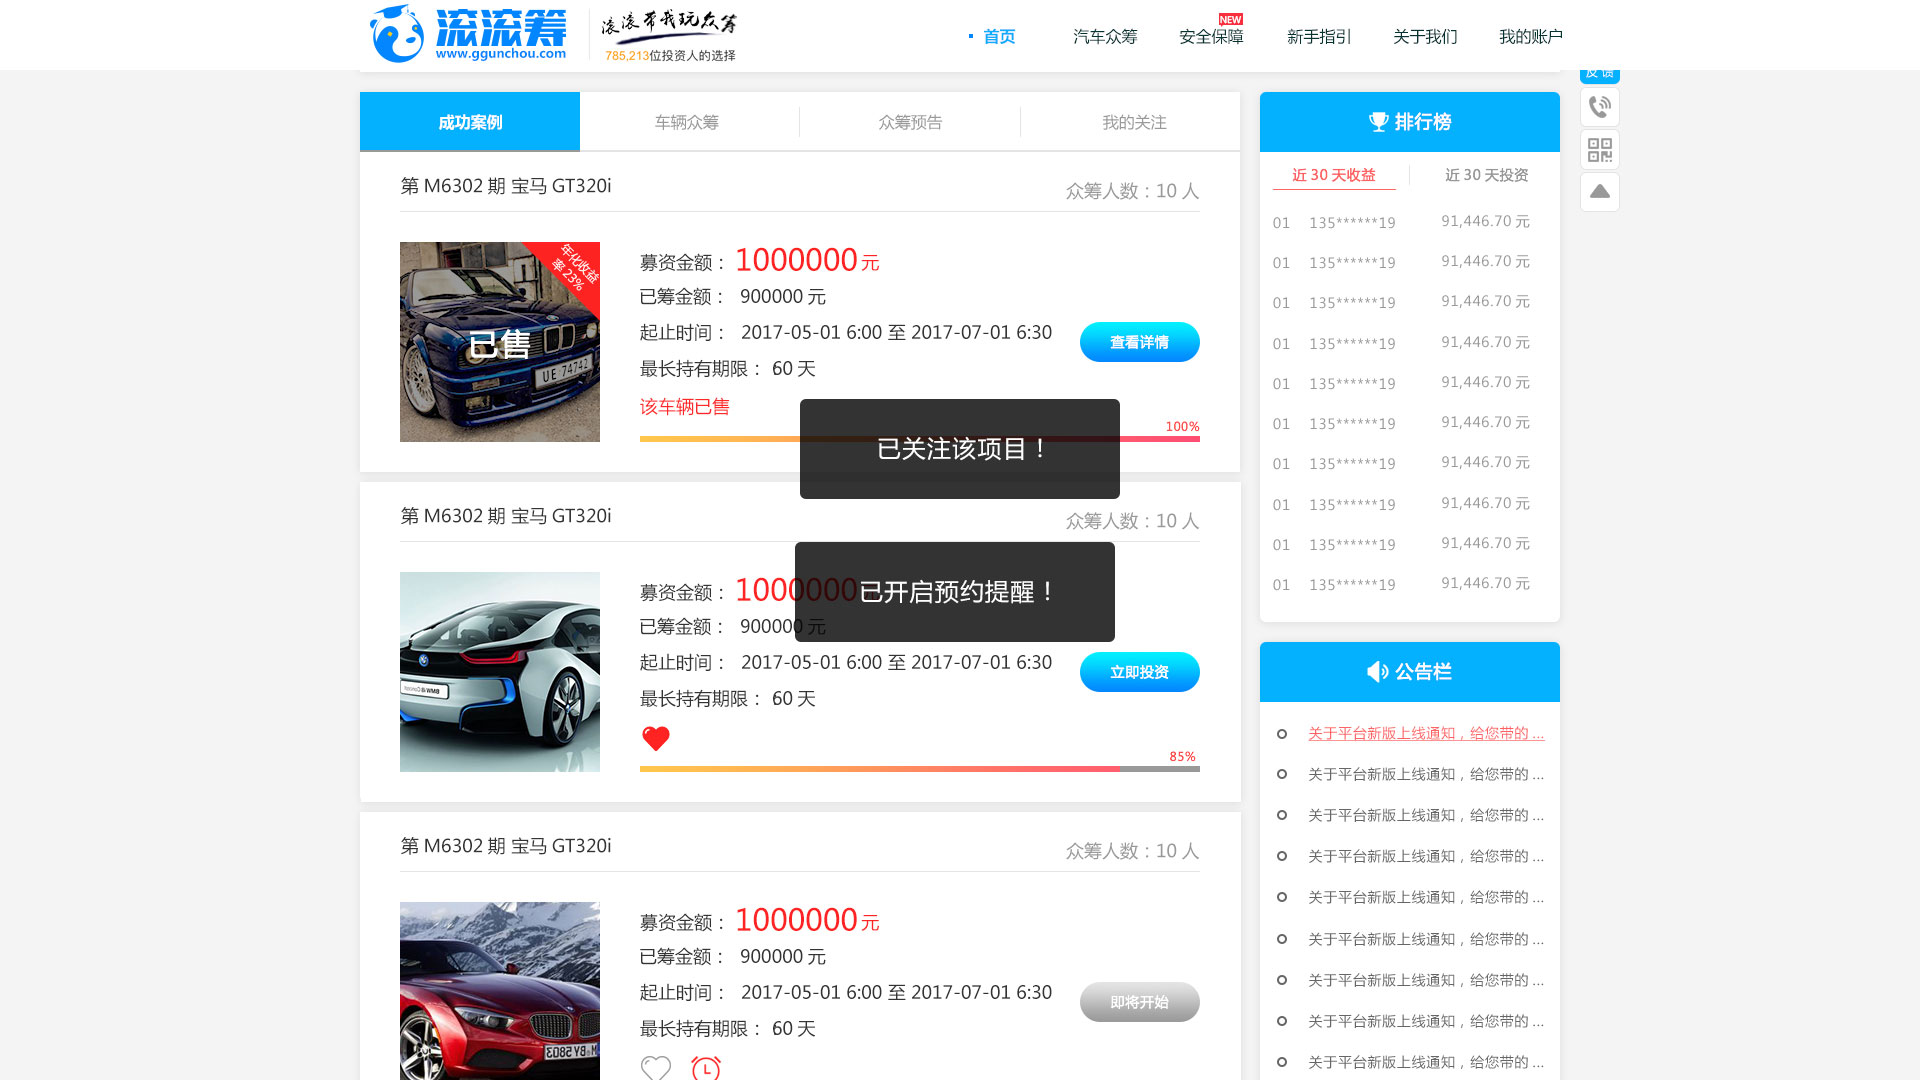 滚滚筹
www.ggunchou.com
滚滚带我玩众筹
785,213位投资人的选择
首页
汽车众筹
安全保障
NEW
新手指引
关于我们
我的账户
反馈
成功案例
车辆众筹
众筹预告
我的关注
第 M6302 期 宝马 GT320i
众筹人数：10 人
年化收益
率 23%
已售
UE 74742
募资金额： 1000000 元
已筹金额： 900000 元
起止时间： 2017-05-01 6:00 至 2017-07-01 6:30
查看详情
最长持有期限： 60 天
该车辆已售
100%
已关注该项目！
第 M6302 期 宝马 GT320i
众筹人数：10 人
募资金额： 1000000
已开启预约提醒！
已筹金额： 900000 元
起止时间： 2017-05-01 6:00 至 2017-07-01 6:30
立即投资
最长持有期限： 60 天
85%
第 M6302 期 宝马 GT320i
众筹人数：10 人
募资金额： 1000000 元
已筹金额： 900000 元
起止时间： 2017-05-01 6:00 至 2017-07-01 6:30
即将开始
最长持有期限： 60 天
排行榜
近 30 天收益
近 30 天投资
01 135******19 91,446.70 元
01 135******19 91,446.70 元
01 135******19 91,446.70 元
01 135******19 91,446.70 元
01 135******19 91,446.70 元
01 135******19 91,446.70 元
01 135******19 91,446.70 元
01 135******19 91,446.70 元
01 135******19 91,446.70 元
01 135******19 91,446.70 元
公告栏
关于平台新版上线通知，给您带的 ...
关于平台新版上线通知，给您带的 ...
关于平台新版上线通知，给您带的 ...
关于平台新版上线通知，给您带的 ...
关于平台新版上线通知，给您带的 ...
关于平台新版上线通知，给您带的 ...
关于平台新版上线通知，给您带的 ...
关于平台新版上线通知，给您带的 ...
关于平台新版上线通知，给您带的 ...